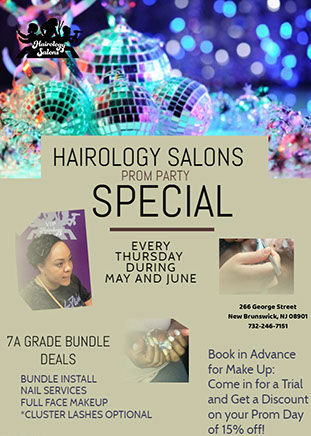 Hairology
Salons
HAIROLOGY SALONS
PROM PARTY
SPECIAL
EVERY
THURSDAY
DURING
MAY AND JUNE
266 George Street
New Brunswick, NJ 08901
732-246-7151
7A GRADE BUNDLE
DEALS
BUNDLE INSTALL
NAIL SERVICES
FULL FACE MAKEUP
*CLUSTER LASHES OPTIONAL
Book in Advance
for Make Up:
Come in for a Trial
and Get a Discount
on your Prom Day
of 15% off!